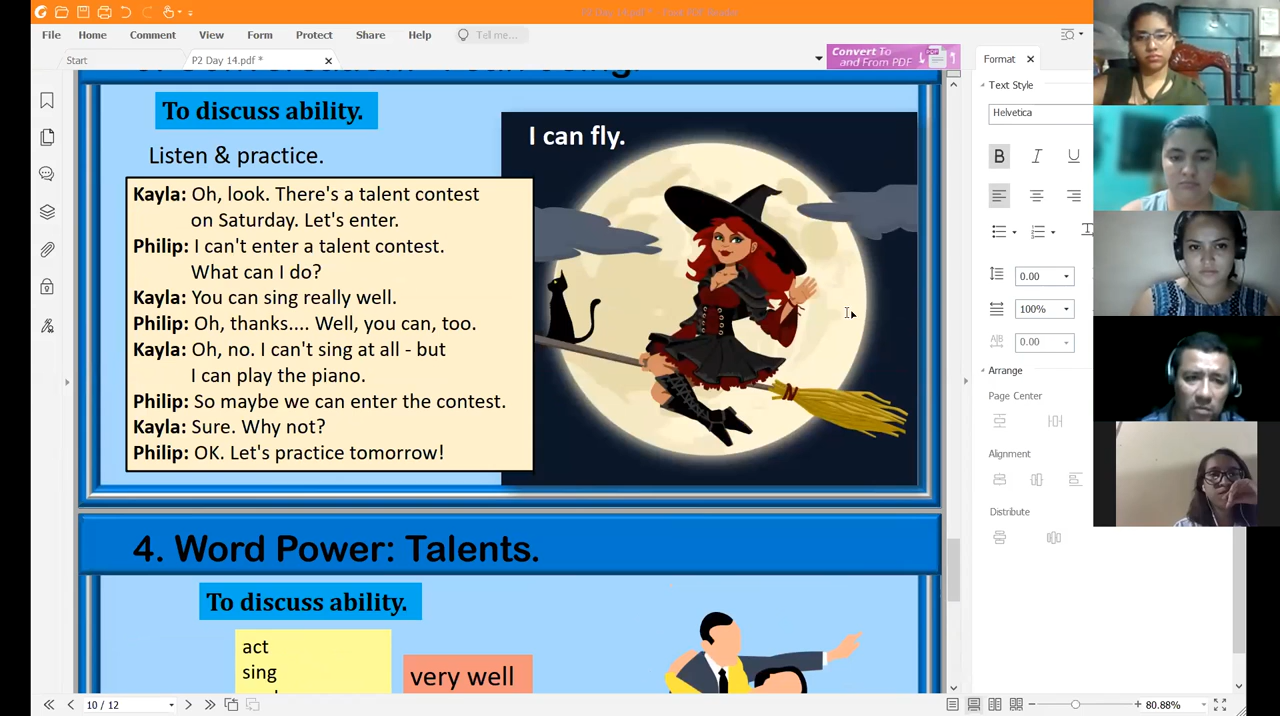 File Home Comment View Form Protect Share Help Tell me...
Start P2 Day 14.pdf * Convert To
and From PDF
Format
To discuss ability.
Listen & practice.
I can fly.
Kayla: Oh, look. There's a talent contest
on Saturday. Let's enter.
Philip: I can't enter a talent contest.
What can I do?
Kayla: You can sing really well.
Philip: Oh, thanks.... Well, you can, too.
Kayla: Oh, no. I can't sing at all - but
I can play the piano.
Philip: So maybe we can enter the contest.
Kayla: Sure. Why not?
Philip: OK. Let's practice tomorrow!
4. Word Power: Talents.
To discuss ability.
act
sing
very well
Text Style
Helvetica
B I U
0.00
100%
0.00
Arrange
Page Center
Alignment
Distribute
10 / 12
80.88%